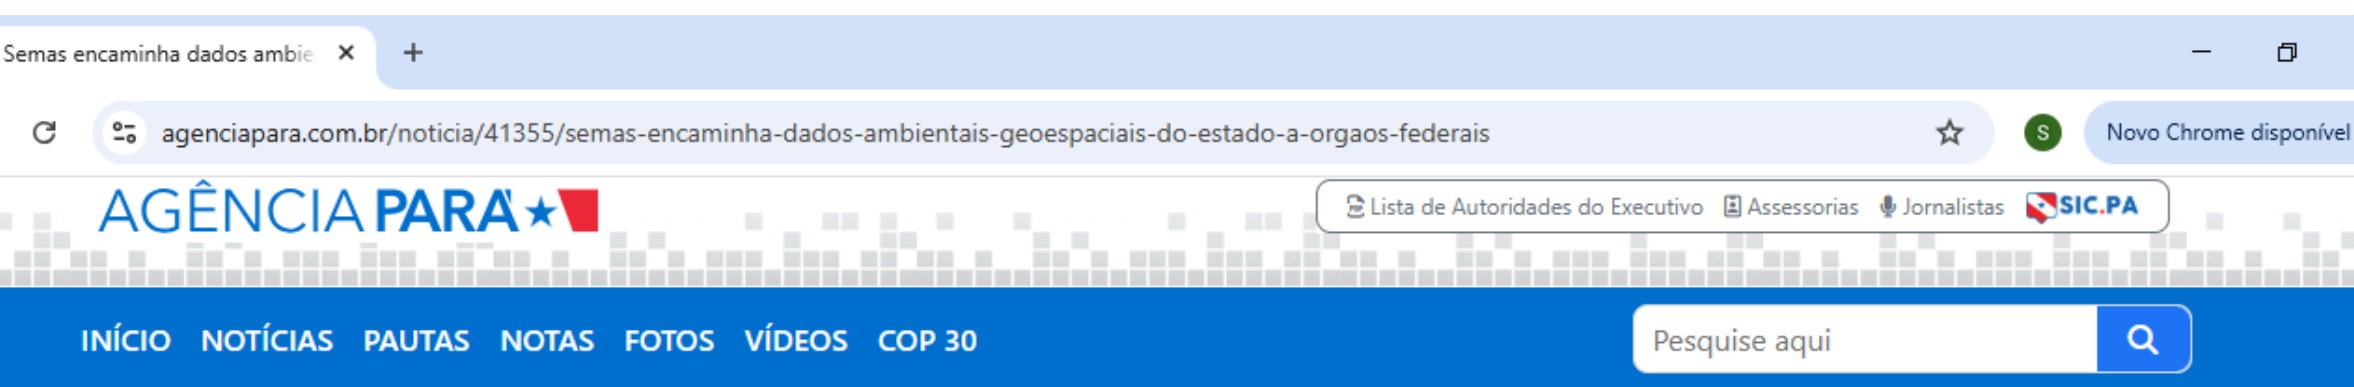 Semas encaminha dados ambie
agenciapara.com.br/noticia/41355/semas-encaminha-dados-ambientais-geoespaciais-do-estado-a-orgaos-federais
S
Novo Chrome disponível
AGÊNCIA PARÁ
Lista de Autoridades do Executivo Assessorias Jornalistas SIC.PA
INÍCIO NOTÍCIAS PAUTAS NOTAS FOTOS VÍDEOS COP 30
Pesquise aqui